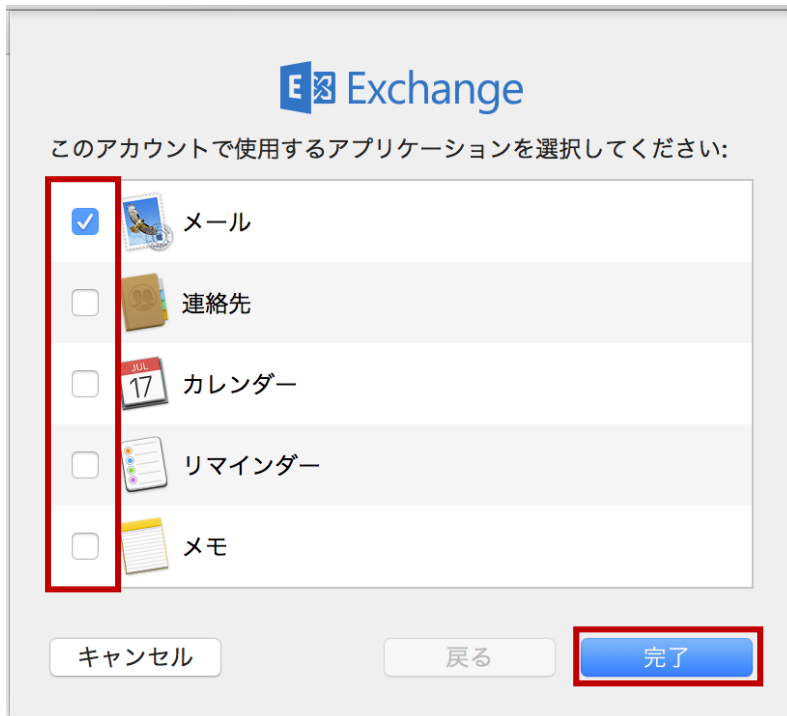 Exchange
このアカウントで使用するアプリケーションを選択してください:
メール
連絡先
JUL
17
カレンダー
リマインダー
メモ
キャンセル
戻る
完了